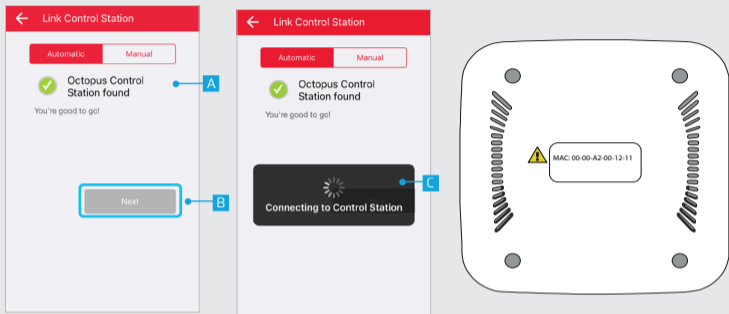 Link Control Station
Automatic
Manual
Octopus Control
Station found
A
You're good to go!
Next
B
Link Control Station
Automatic
Manual
Octopus Control
Station found
You're good to go!
C
Connecting to Control Station
MAC: 00-00-A2-00-12-11